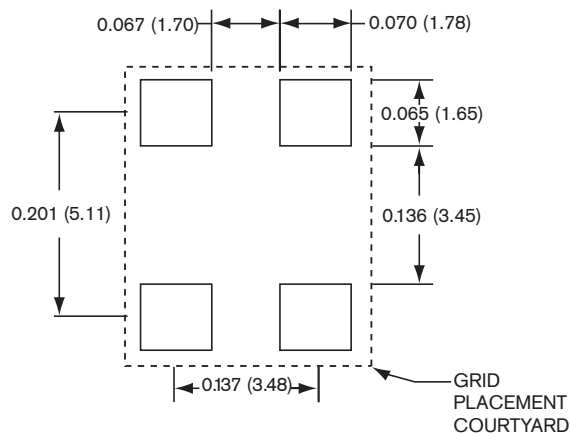 0.067 (1.70)
0.070 (1.78)
0.065 (1.65)
0.201 (5.11)
0.136 (3.45)
0.137 (3.48)
GRID
PLACEMENT
COURTYARD